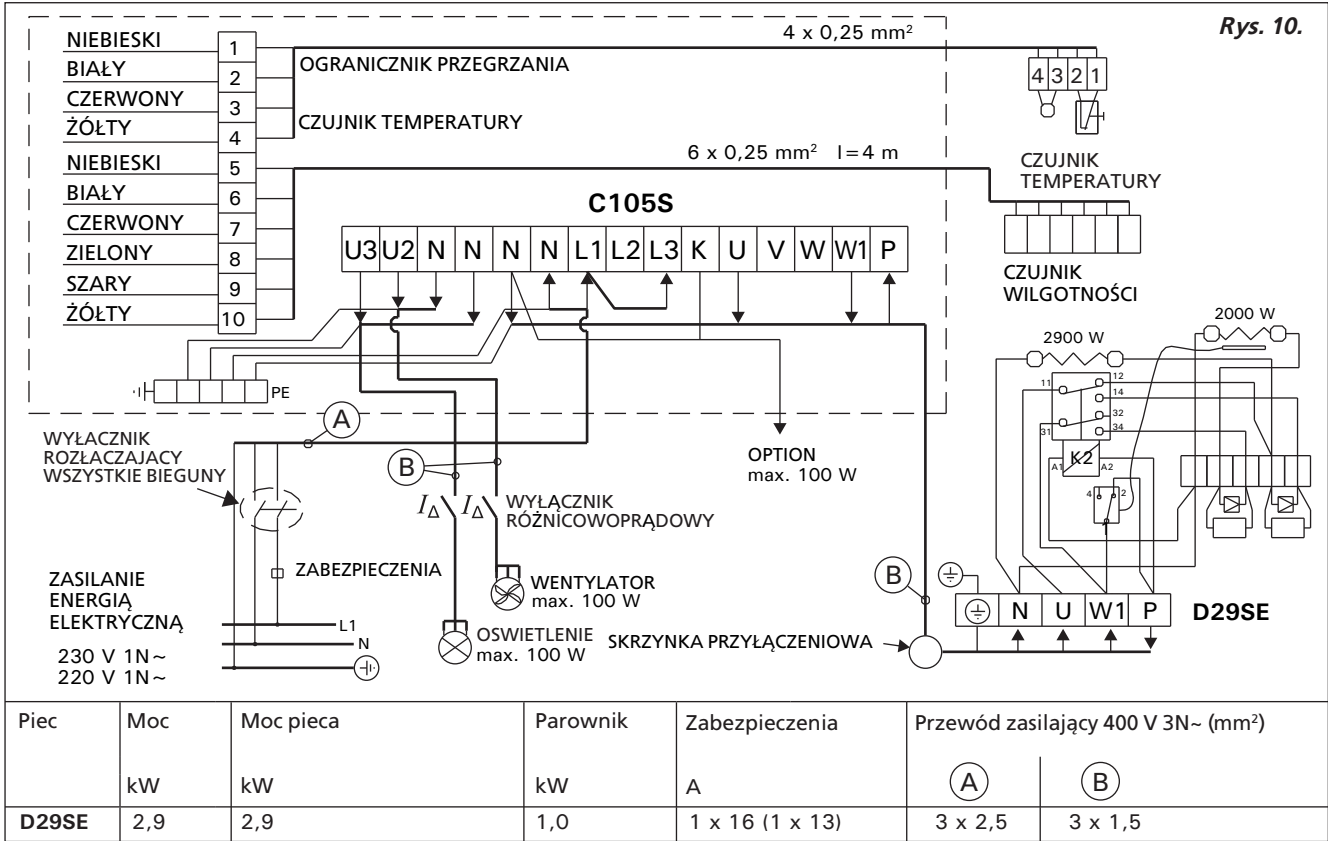 Rys. 10.
NIEBIESKI 1
BIAŁY 2
CZERWONY 3
ŻÓŁTY 4
NIEBIESKI 5
BIAŁY 6
CZERWONY 7
ZIELONY 8
SZARY 9
ŻÓŁTY 10
OGRANICZNIK PRZEGRZANIA
CZUJNIK TEMPERATURY
4 x 0,25 mm²
4 3 2 1
CZUJNIK
TEMPERATURY
6 x 0,25 mm² l=4 m
CZUJNIK
WILGOTNOŚCI
C105S
U3 U2 N N N N L1 L2 L3 K U V W W1 P
PE
A
WYŁACZNIK
ROZŁACZAJACY
WSZYSTKIE BIEGUNY
B
I∆ I∆ WYŁĄCZNIK
RÓŻNICOWOPRĄDOWY
OPTION
max. 100 W
ZABEZPIECZENIA
ZASILANIE
ENERGIĄ
ELEKTRYCZNĄ
230 V 1N~
220 V 1N~
L1
N
WENTYLATOR
max. 100 W
OSWIETLENIE
max. 100 W
SKRZYNKA PRZYŁĄCZENIOWA
B
2900 W
2000 W
11 12
14
32
31 34
A1 K2 A2
4 2
N U W1 P
D29SE
Piec Moc Moc pieca Parownik Zabezpieczenia Przewód zasilający 400 V 3N~ (mm²)
kW kW kW A A B
D29SE 2,9 2,9 1,0 1 x 16 (1 x 13) 3 x 2,5 3 x 1,5